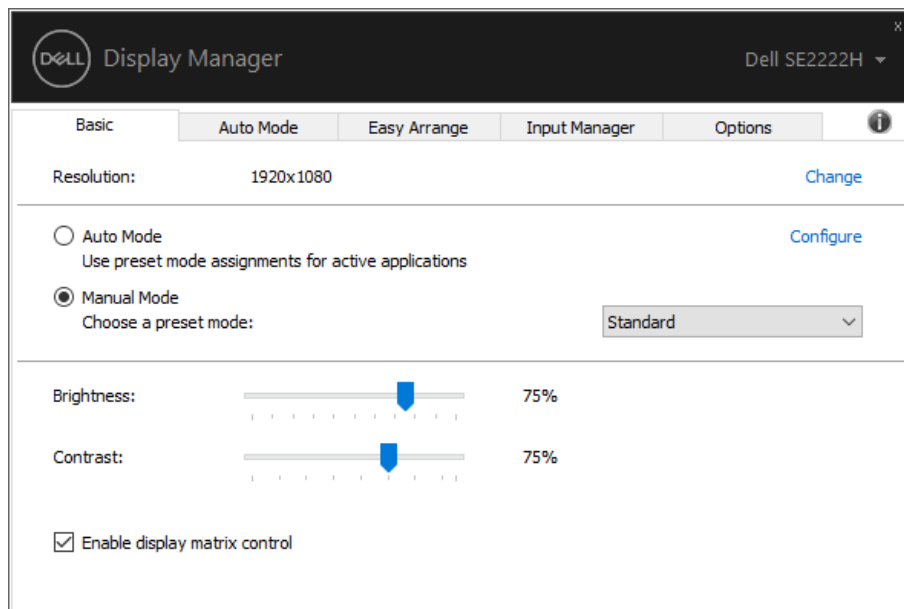 x
DELL Display Manager Dell SE2222H
Basic Auto Mode Easy Arrange Input Manager Options i
Resolution: 1920x1080 Change
Auto Mode Configure
Use preset mode assignments for active applications
Manual Mode
Choose a preset mode: Standard
Brightness: 75%
Contrast: 75%
Enable display matrix control